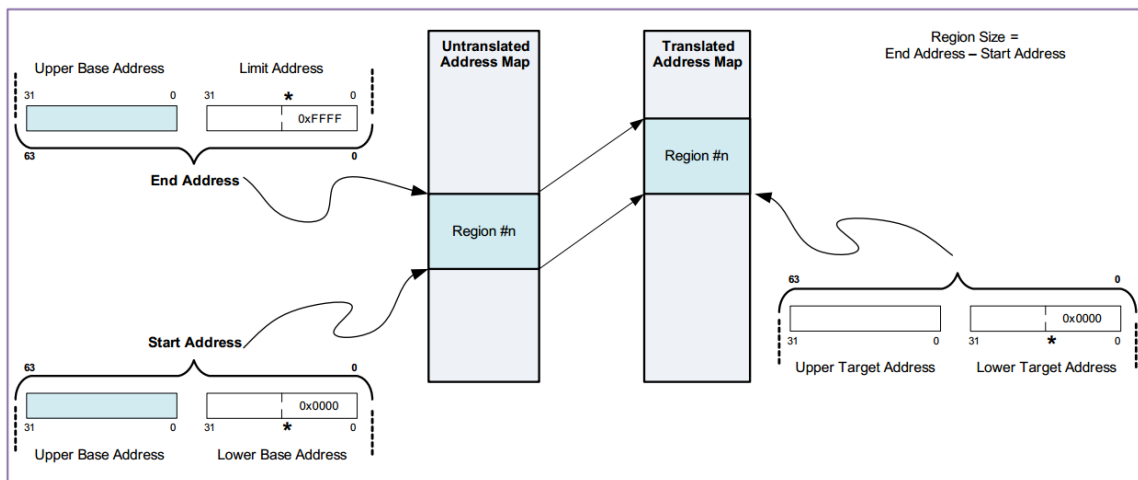 Untranslated
Address Map
Translated
Address Map
Region Size =
End Address – Start Address
Upper Base Address
Limit Address
31
0
31
*
0
0xFFFF
63
0
End Address
Region #n
Region #n
Start Address
63
0
0x0000
31
0
31
*
0
Upper Base Address
Lower Base Address
63
0
0x0000
31
0
31
*
0
Upper Target Address
Lower Target Address